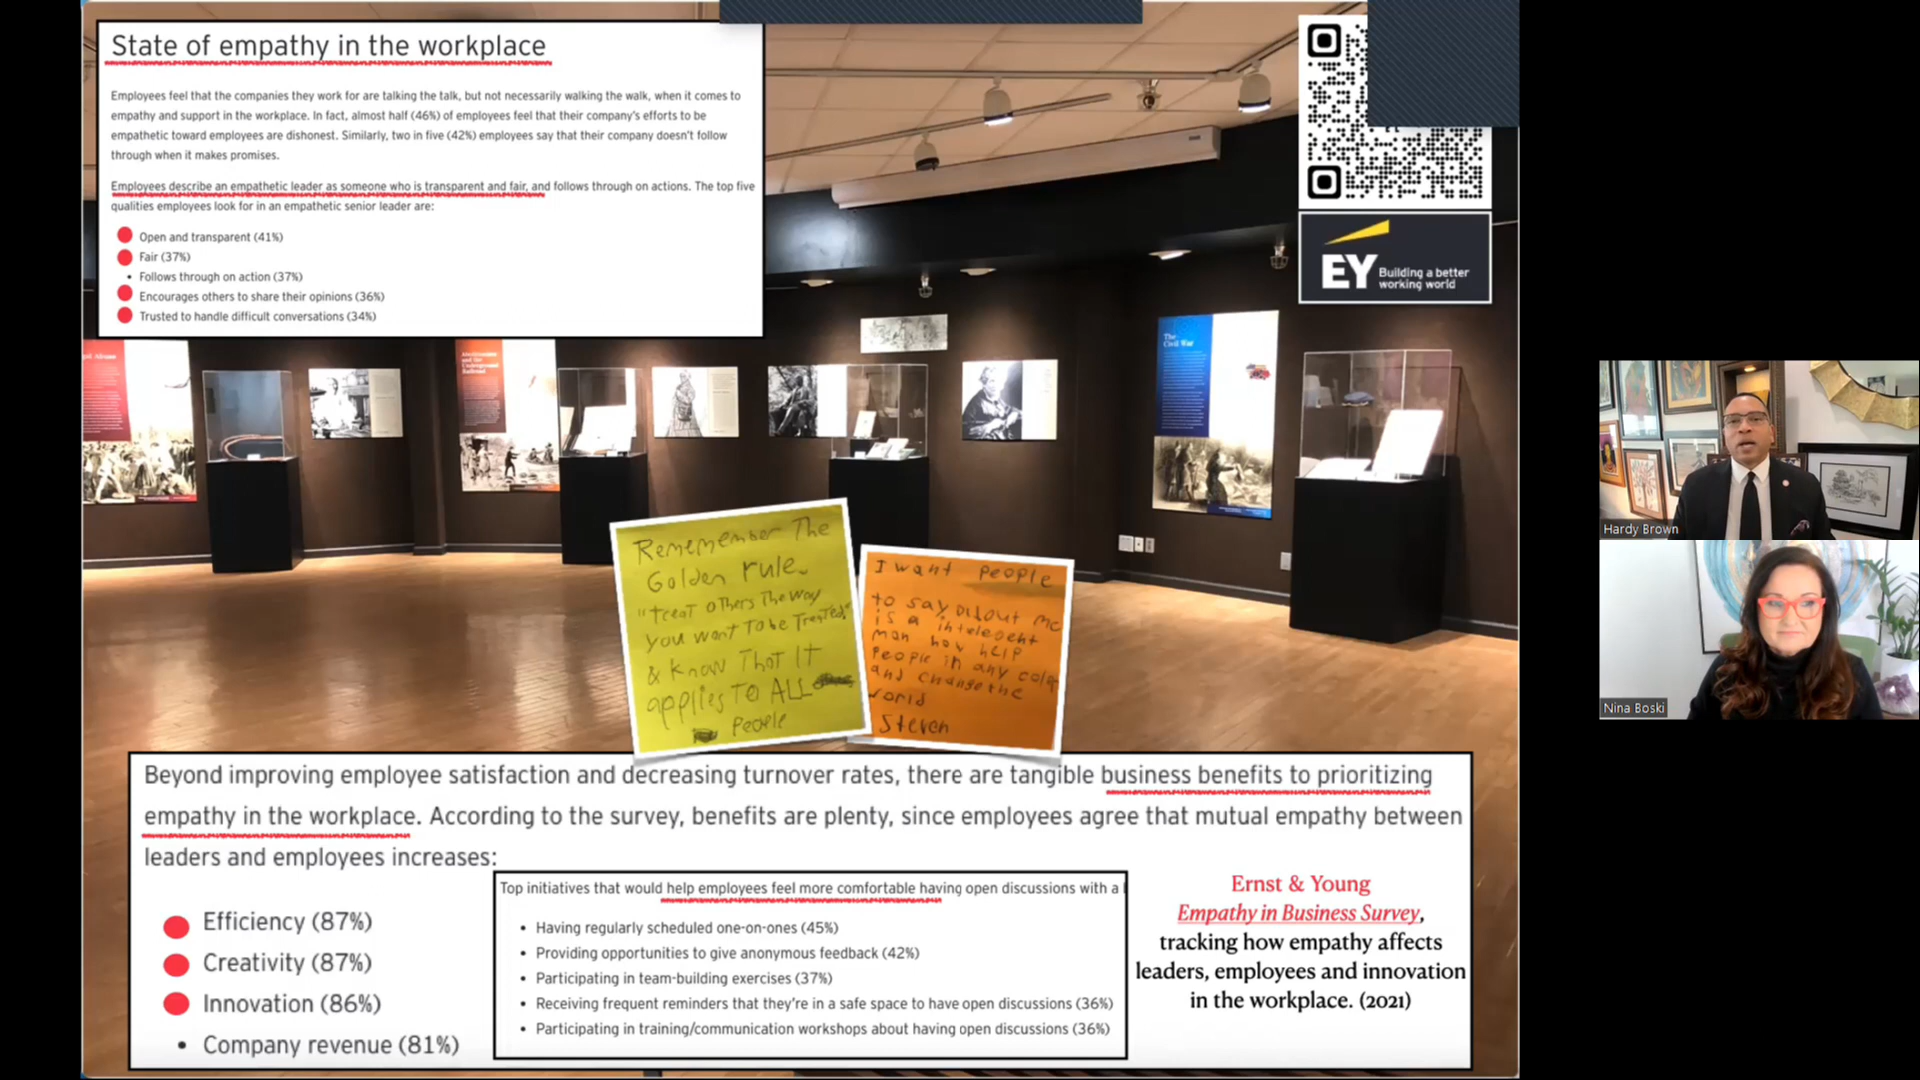 State of empathy in the workplace
Employees feel that the companies they work for are talking the talk, but not necessarily walking the walk, when it comes to
empathy and support in the workplace. In fact, almost half (46%) of employees feel that their company's efforts to be
empathetic toward employees are dishonest. Similarly, two in five (42%) employees say that their company doesn't follow
through when it makes promises.
Employees describe an empathetic leader as someone who is transparent and fair, and follows through on actions. The top five
qualities employees look for in an empathetic senior leader are:
Open and transparent (41%)
Fair (37%)
• Follows through on action (37%)
Encourages others to share their opinions (36%)
Trusted to handle difficult conversations (34%)
EY
Building a better
working world
Abolitionism
and the
Underground
Railroad
The
Civil War
Rememember The
Golden rule.
"treat others The way
you want To be Treated"
& know That IT
applies TO ALL
People
I want people
to say about me
is a intelegent
man how help
people in any color
and change the
world
Steven
Hardy Brown
Nina Boski
Beyond improving employee satisfaction and decreasing turnover rates, there are tangible business benefits to prioritizing
empathy in the workplace. According to the survey, benefits are plenty, since employees agree that mutual empathy between
leaders and employees increases:
Efficiency (87%)
Creativity (87%)
Innovation (86%)
• Company revenue (81%)
Top initiatives that would help employees feel more comfortable having open discussions with a
• Having regularly scheduled one-on-ones (45%)
• Providing opportunities to give anonymous feedback (42%)
• Participating in team-building exercises (37%)
• Receiving frequent reminders that they're in a safe space to have open discussions (36%)
• Participating in training/communication workshops about having open discussions (36%)
Ernst & Young
Empathy in Business Survey,
tracking how empathy affects
leaders, employees and innovation
in the workplace. (2021)